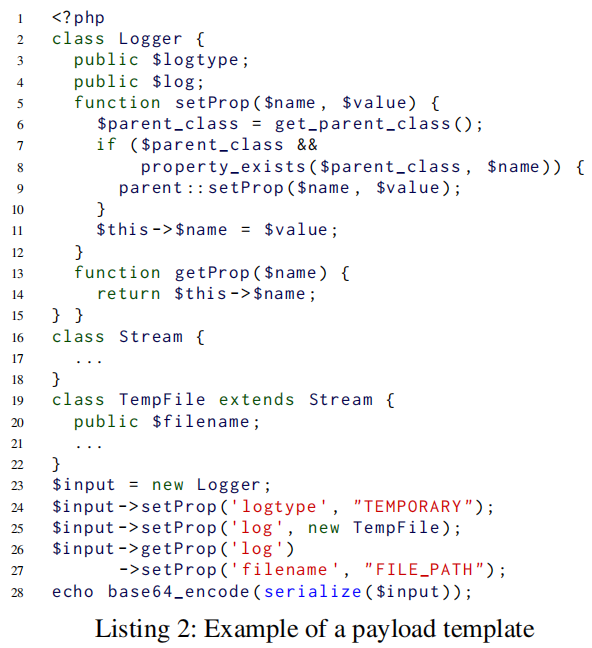 1 <?php
2 class Logger {
3   public $logtype;
4   public $log;
5   function setProp($name, $value) {
6     $parent_class = get_parent_class();
7     if ($parent_class &&
8         property_exists($parent_class, $name)) {
9       parent::setProp($name, $value);
10     }
11     $this->$name = $value;
12   }
13   function getProp($name) {
14     return $this->$name;
15 } }
16 class Stream {
17   ...
18 }
19 class TempFile extends Stream {
20   public $filename;
21   ...
22 }
23 $input = new Logger;
24 $input->setProp('logtype', "TEMPORARY");
25 $input->setProp('log', new TempFile);
26 $input->getProp('log')
27       ->setProp('filename', "FILE_PATH");
28 echo base64_encode(serialize($input));
Listing 2: Example of a payload template